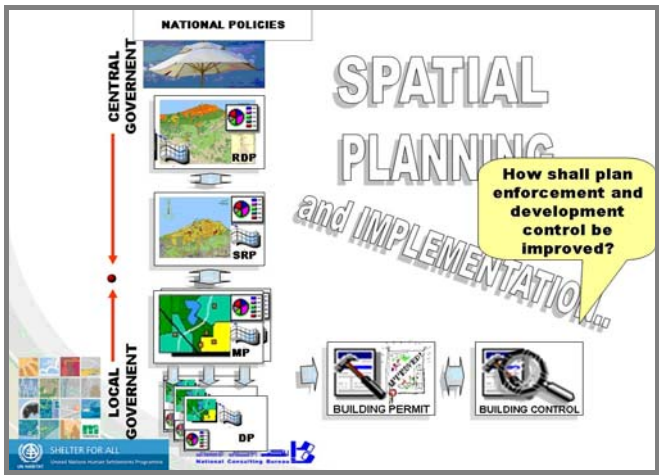 NATIONAL POLICIES
CENTRAL
GOVERNENT
RDP
SRP
MP
DP
LOCAL
GOVERNENT
SPATIAL
PLANNING
and IMPLEMENTATION...
How shall plan
enforcement and
development
control be
improved?
BUILDING PERMIT
BUILDING CONTROL
UN-HABITAT
SHELTER FOR ALL
United Nations Human Settlements Programme
National Consulting Bureau